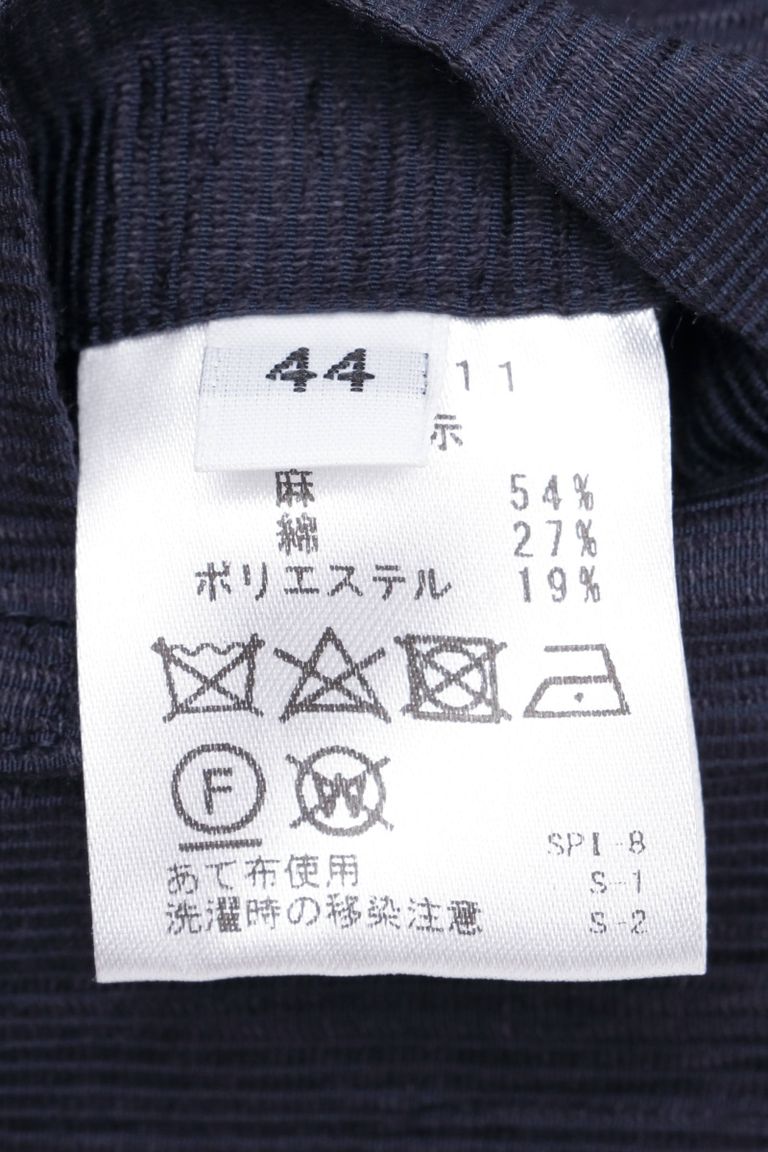 44 11
示
麻 54%
綿 27%
ポリエステル 19%
F W
あて布使用 SPI-8
洗濯時の移染注意 S-1
S-2